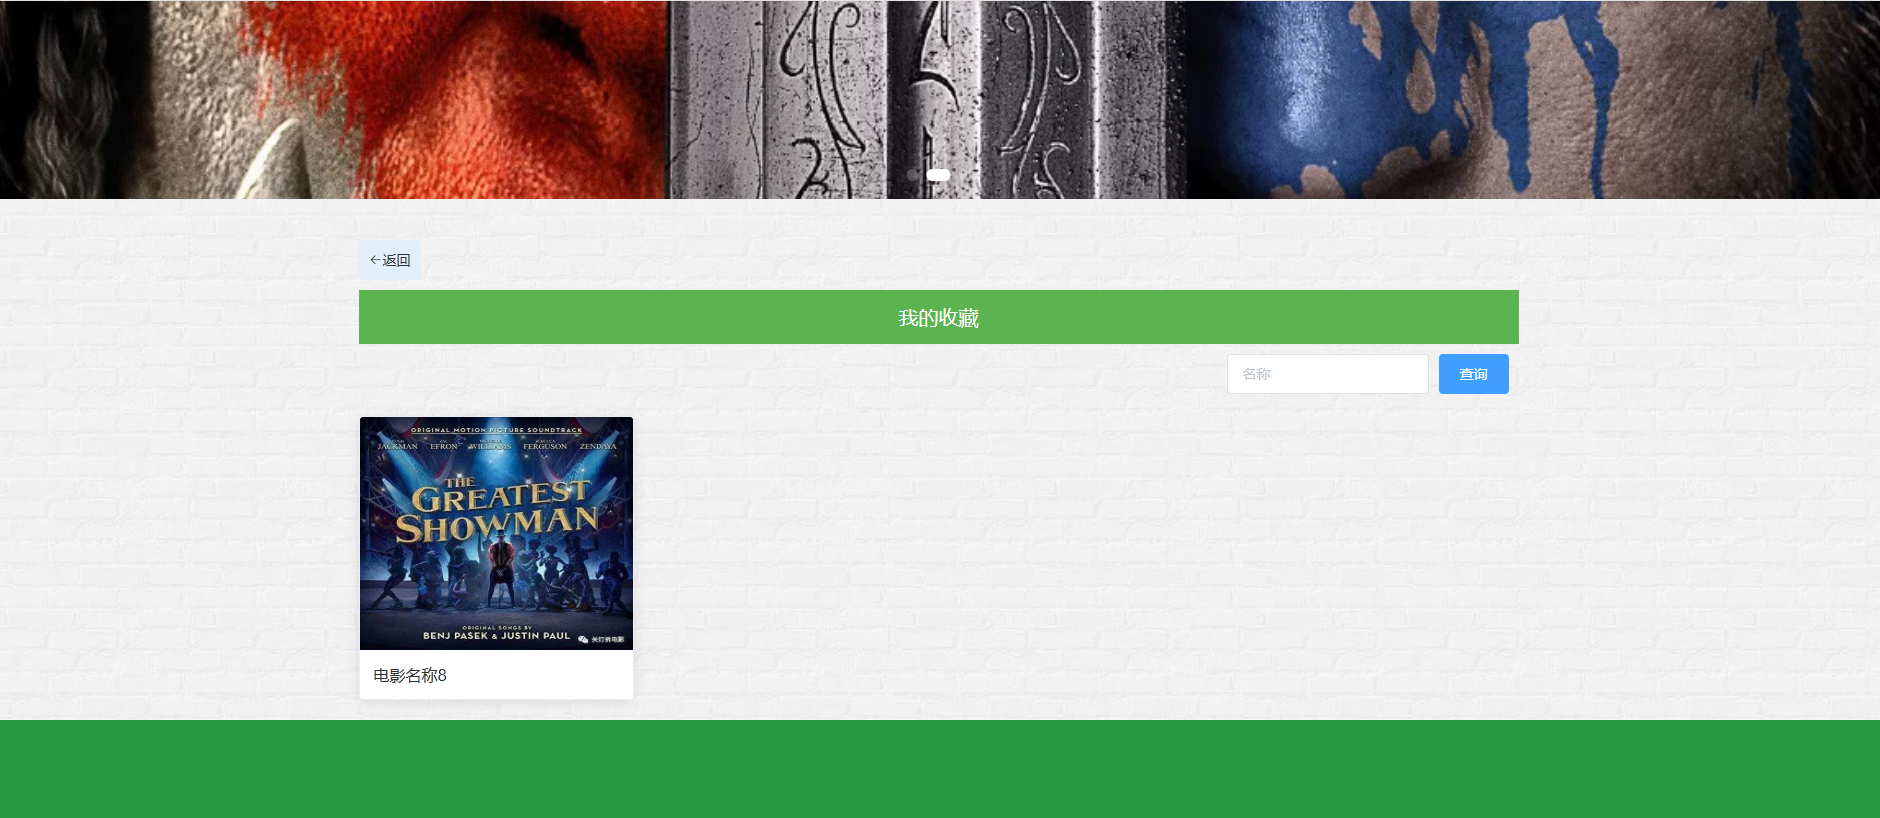 ←返回
我的收藏
名称
查询
ORIGINAL MOTION PICTURE SOUNDTRACK
JACKMAN EFRON WILLIAMS FERGUSON ZENDAYA
THE
GREATEST
SHOWMAN
ORIGINAL SONGS BY
BENJ PASEK & JUSTIN PAUL
电影名称8